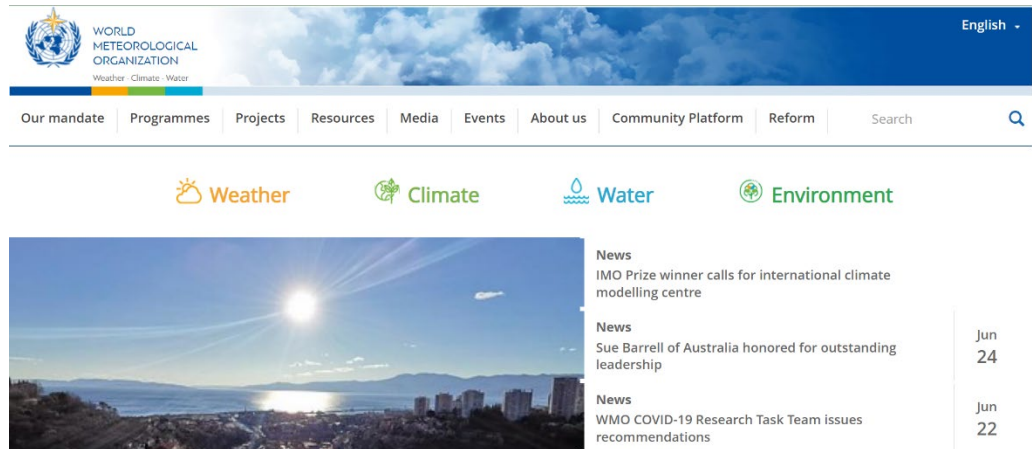 WORLD
METEOROLOGICAL
ORGANIZATION
Weather · Climate · Water
English
Our mandate Programmes Projects Resources Media Events About us Community Platform Reform Search
Weather Climate Water Environment
News
IMO Prize winner calls for international climate
modelling centre
News
Sue Barrell of Australia honored for outstanding
leadership
Jun
24
News
WMO COVID-19 Research Task Team issues
recommendations
Jun
22